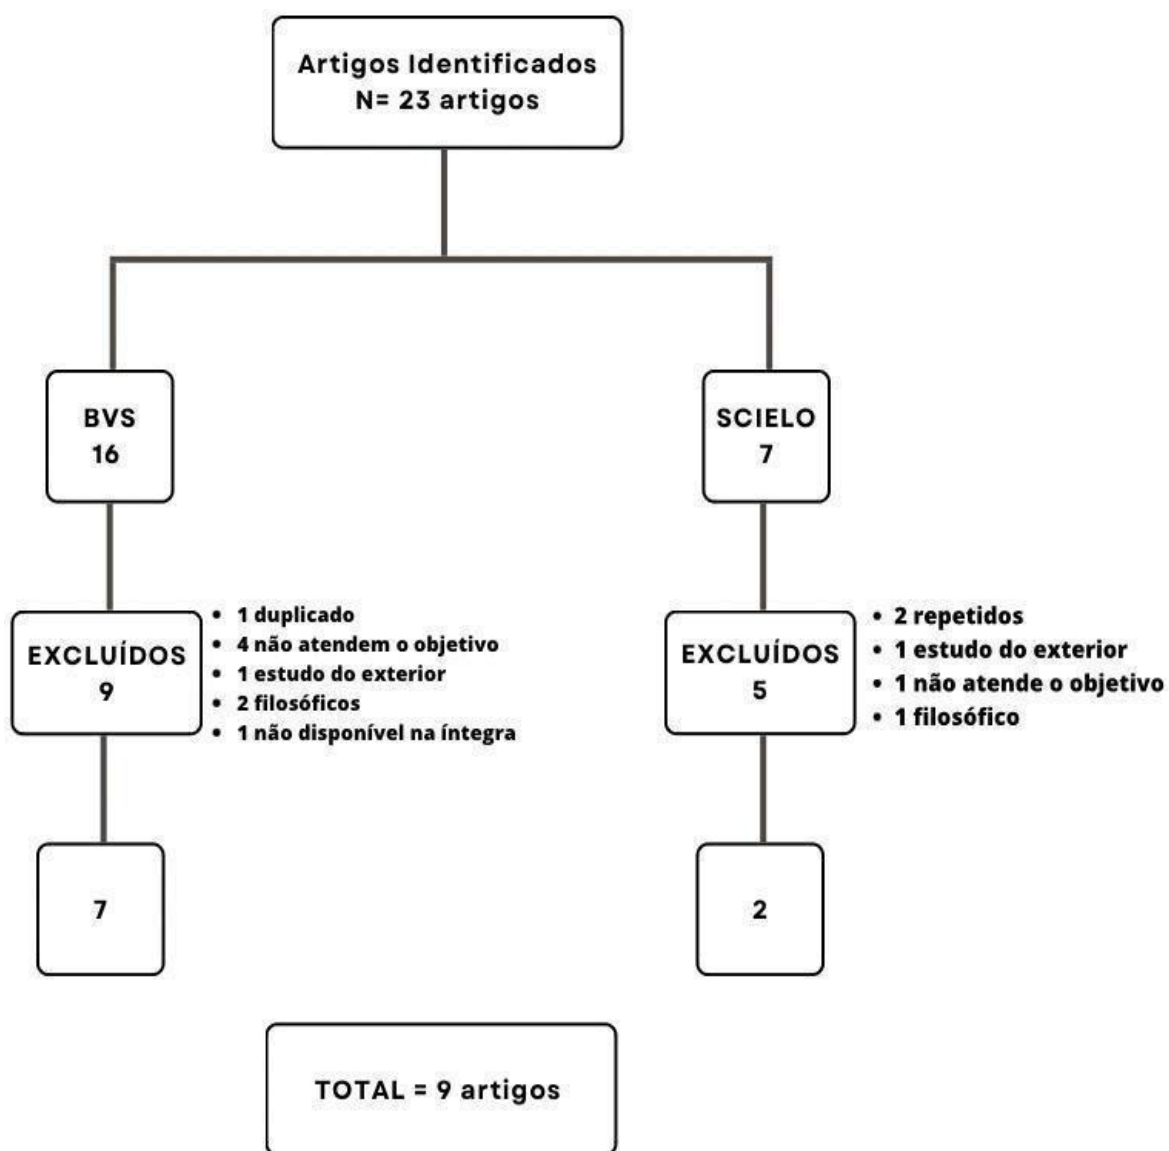 Artigos Identificados
N= 23 artigos
BVS
16
SCIELO
7
EXCLUÍDOS
9
• 1 duplicado
• 4 não atendem o objetivo
• 1 estudo do exterior
• 2 filosóficos
• 1 não disponível na íntegra
EXCLUÍDOS
5
• 2 repetidos
• 1 estudo do exterior
• 1 não atende o objetivo
• 1 filosófico
7
2
TOTAL = 9 artigos